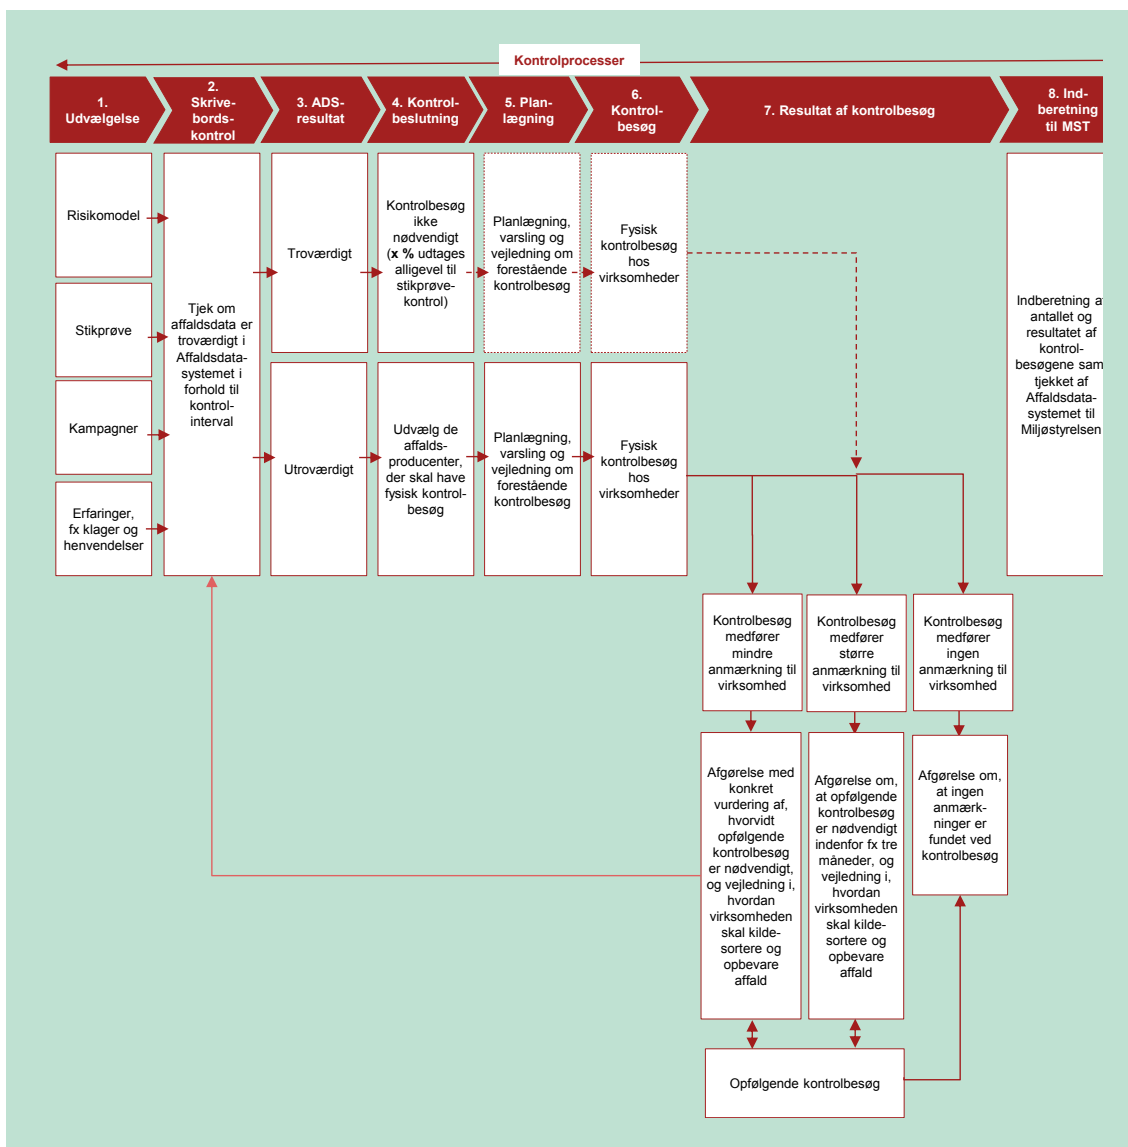 Kontrolprocesser
1.
Udvælgelse
2.
Skrive-
bords-
kontrol
3. ADS-
resultat
4. Kontrol-
beslutning
5. Plan-
lægning
6.
Kontrol-
besøg
7. Resultat af kontrolbesøg
8. Ind-
beretning
til MST
Risikomodel
Stikprøve
Kampagner
Erfaringer,
fx klager og
henvendelser
Tjek om
affaldsdata er
troværdigt i
Affaldsdata-
systemet i
forhold til
kontrol-
interval
Troværdigt
Utroværdigt
Kontrolbesøg
ikke
nødvendigt
(x % udtages
alligevel til
stikprøve-
kontrol)
Udvælg de
affalds-
producenter,
der skal have
fysisk kontrol-
besøg
Planlægning,
varsling og
vejledning om
forestående
kontrolbesøg
Planlægning,
varsling og
vejledning om
forestående
kontrolbesøg
Fysisk
kontrolbesøg
hos
virksomheder
Fysisk
kontrolbesøg
hos
virksomheder
Indberetning
antallet og
resultatet af
kontrol-
besøgene sam
tjekket af
Affaldsdata-
systemet til
Miljøstyrelsen
Kontrolbesøg
medfører
mindre
anmærkning til
virksomhed
Kontrolbesøg
medfører
større
anmærkning til
virksomhed
Kontrolbesøg
medfører
ingen
anmærkning til
virksomhed
Afgørelse med
konkret
vurdering af,
hvorvidt
opfølgende
kontrolbesøg
er nødvendigt,
og vejledning i,
hvordan
virksomheden
skal kilde-
sortere og
opbevare
affald
Afgørelse om,
at opfølgende
kontrolbesøg
er nødvendigt
indenfor fx tre
måneder, og
vejledning i,
hvordan
virksomheden
skal kilde-
sortere og
opbevare
affald
Afgørelse om,
at ingen
anmærk-
ninger er
fundet ved
kontrolbesøg
Opfølgende kontrolbesøg